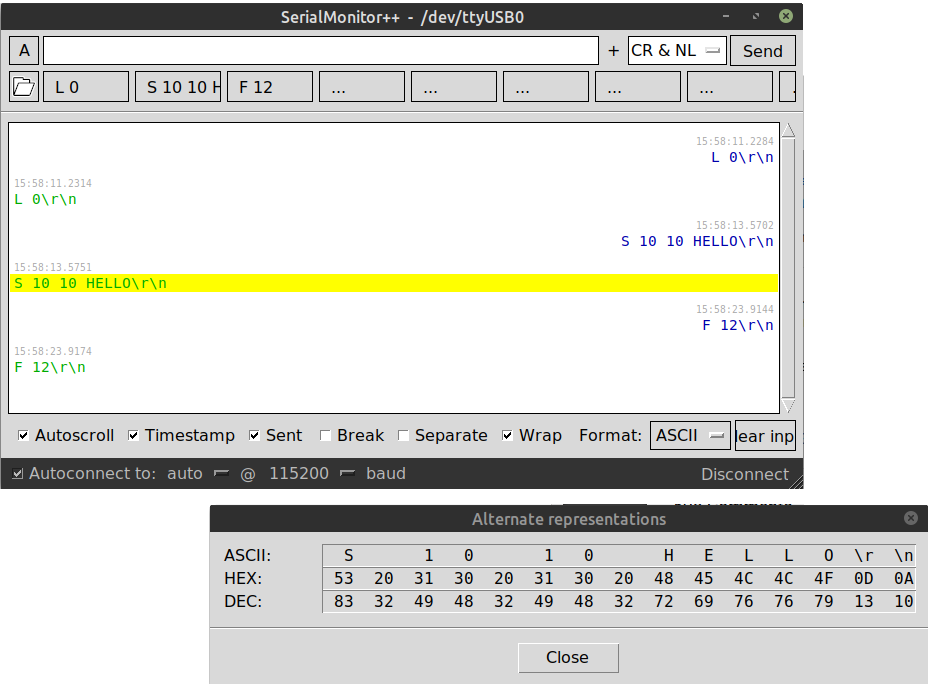 SerialMonitor++ - /dev/ttyUSB0
A + CR & NL Send
L 0 S 10 10 H F 12 ... ... ... ... ...
15:58:11.2284
L 0\r\n
15:58:11.2314
L 0\r\n
15:58:13.5702
S 10 10 HELLO\r\n
15:58:13.5751
S 10 10 HELLO\r\n
15:58:23.9144
F 12\r\n
15:58:23.9174
F 12\r\n
Autoscroll Timestamp Sent Break Separate Wrap Format: ASCII lear inp
Autoconnect to: auto @ 115200 baud Disconnect
Alternate representations
ASCII: S 1 0 1 0 H E L L O \r \n
HEX: 53 20 31 30 20 31 30 20 48 45 4C 4C 4F 0D 0A
DEC: 83 32 49 48 32 49 48 32 72 69 76 76 79 13 10
Close